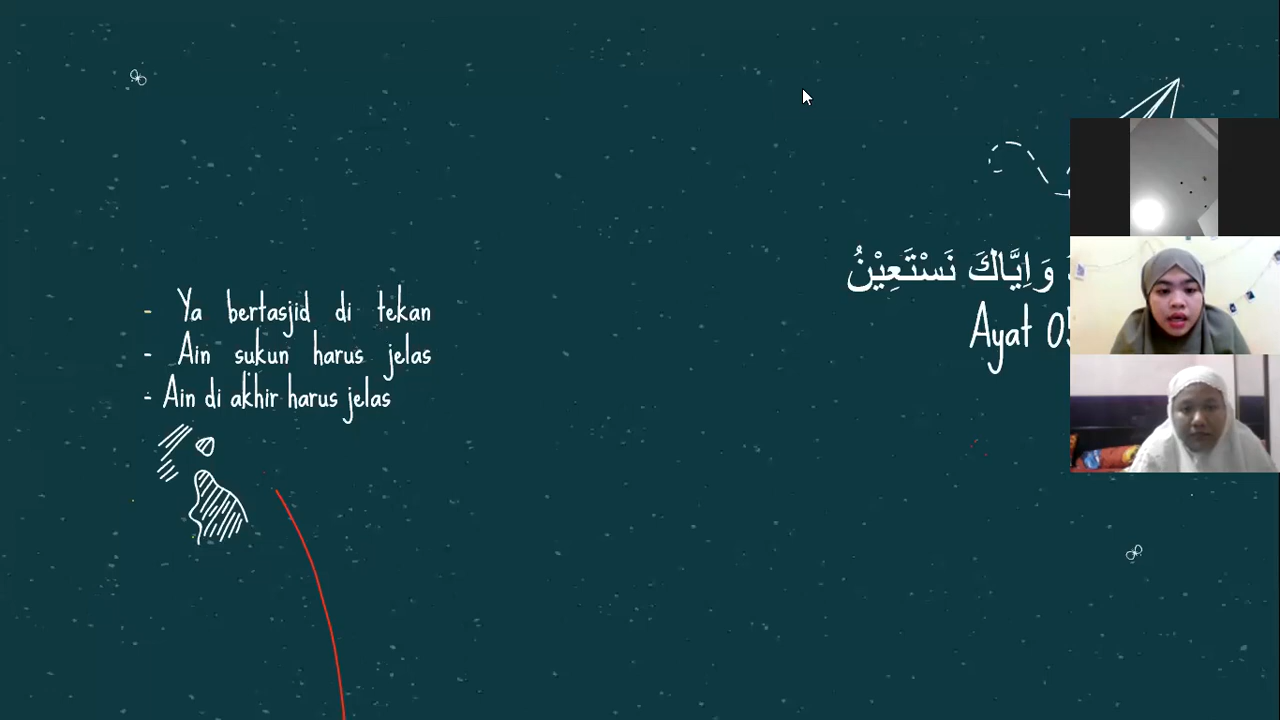 - Ya bertasjid di tekan
- Ain sukun harus jelas
- Ain di akhir harus jelas
وَاِيَّاكَ نَسْتَعِيْنُ
Ayat